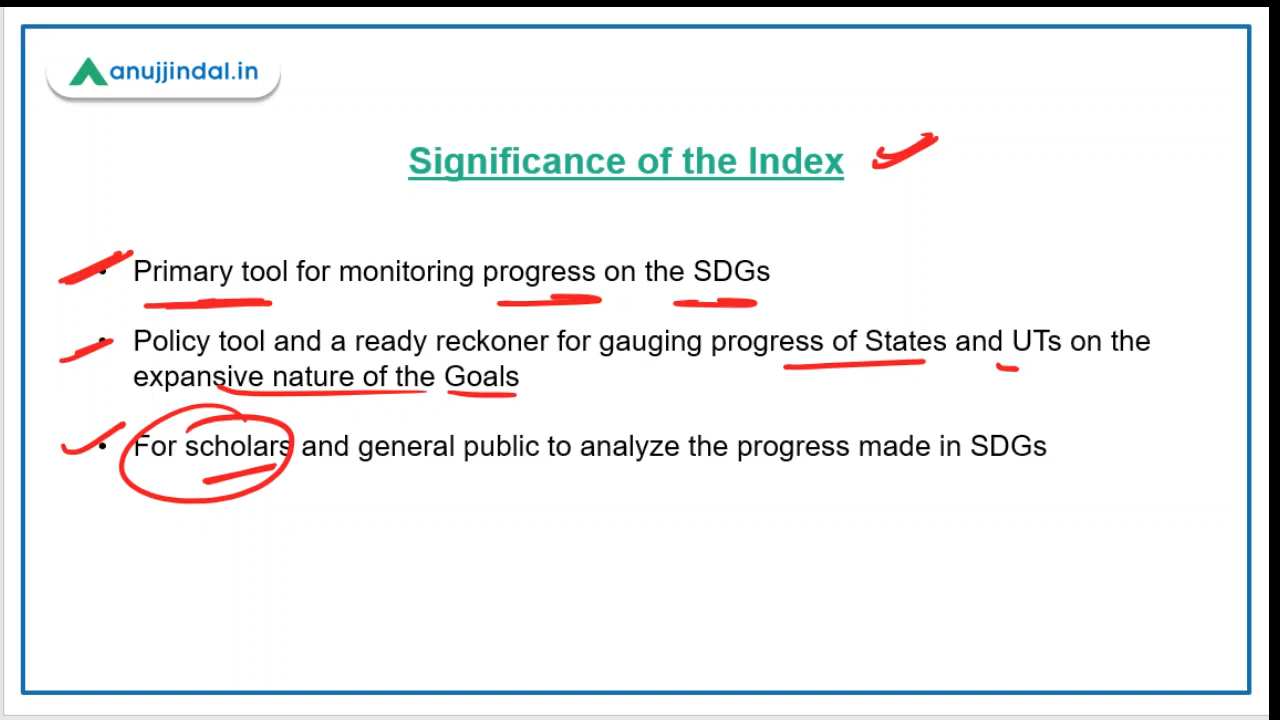 anujjindal.in
Significance of the Index
• Primary tool for monitoring progress on the SDGs
• Policy tool and a ready reckoner for gauging progress of States and UTs on the
expansive nature of the Goals
• For scholars and general public to analyze the progress made in SDGs